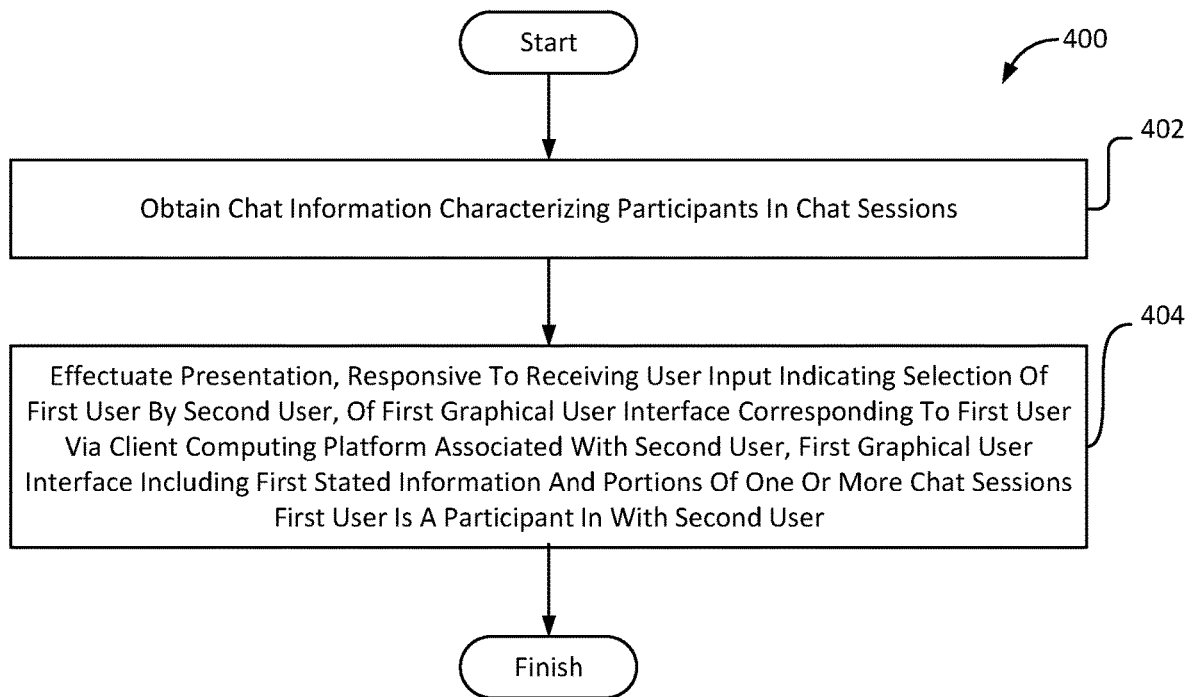 Start
400
402
Obtain Chat Information Characterizing Participants In Chat Sessions
404
Effectuate Presentation, Responsive To Receiving User Input Indicating Selection Of
First User By Second User, Of First Graphical User Interface Corresponding To First User
Via Client Computing Platform Associated With Second User, First Graphical User
Interface Including First Stated Information And Portions Of One Or More Chat Sessions
First User Is A Participant In With Second User
Finish